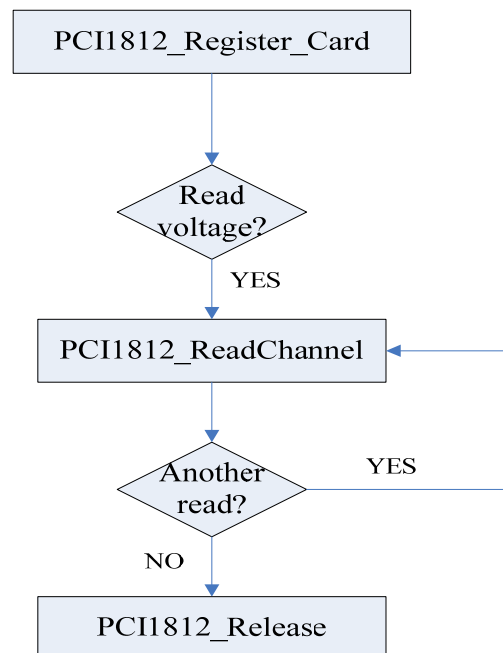 PCI1812_Register_Card
Read
voltage?
YES
PCI1812_ReadChannel
Another
read?
YES
NO
PCI1812_Release